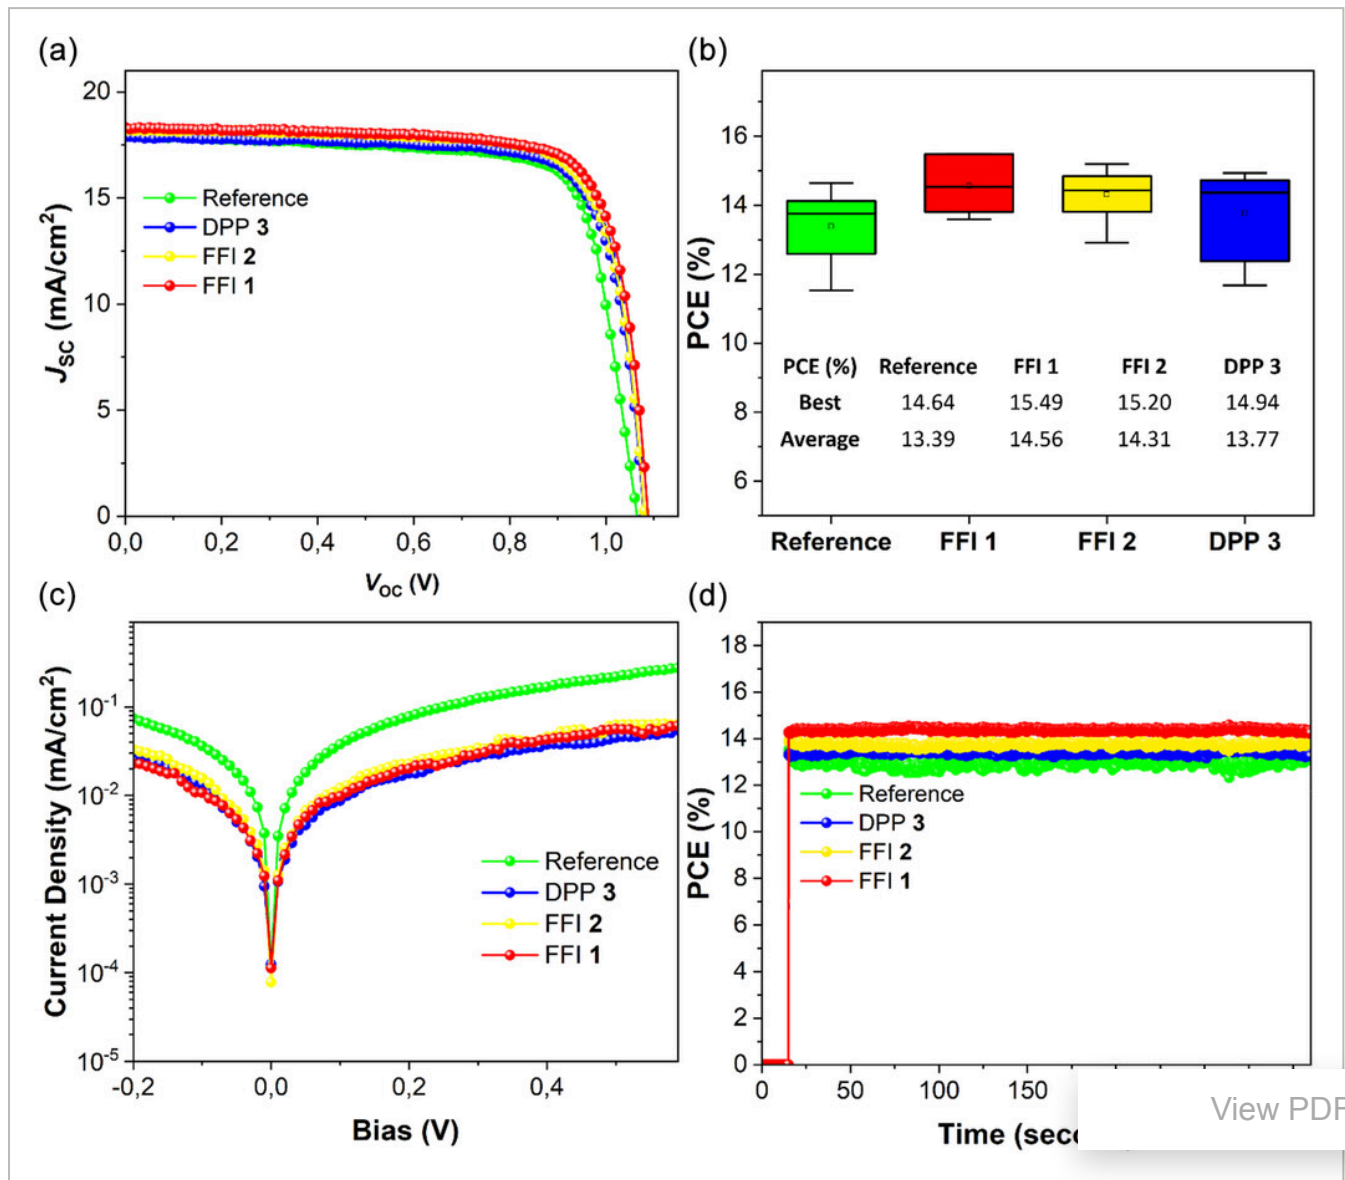 (a)
20
15
10
5
0
J_SC (mA/cm²)
Reference
DPP 3
FFI 2
FFI 1
0,0 0,2 0,4 0,6 0,8 1,0
V_OC (V)
(b)
16
14
12
10
8
6
PCE (%)
PCE (%) Reference FFI 1 FFI 2 DPP 3
Best 14.64 15.49 15.20 14.94
Average 13.39 14.56 14.31 13.77
Reference FFI 1 FFI 2 DPP 3
(c)
10⁻¹
10⁻²
10⁻³
10⁻⁴
10⁻⁵
Current Density (mA/cm²)
Reference
DPP 3
FFI 2
FFI 1
-0,2 0,0 0,2 0,4
Bias (V)
(d)
18
16
14
12
10
8
6
4
2
0
PCE (%)
Reference
DPP 3
FFI 2
FFI 1
0 50 100 150
Time
View PDF